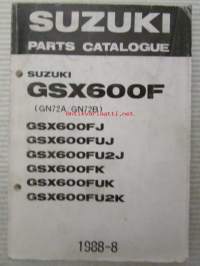 SUZUKI
PARTS CATALOGUE
SUZUKI
GSX600F
(GN72A, GN72B)
GSX600FJ
GSX600FUJ
GSX600FU2J
GSX600FK
GSX600FUK
GSX600FU2K
1988-8